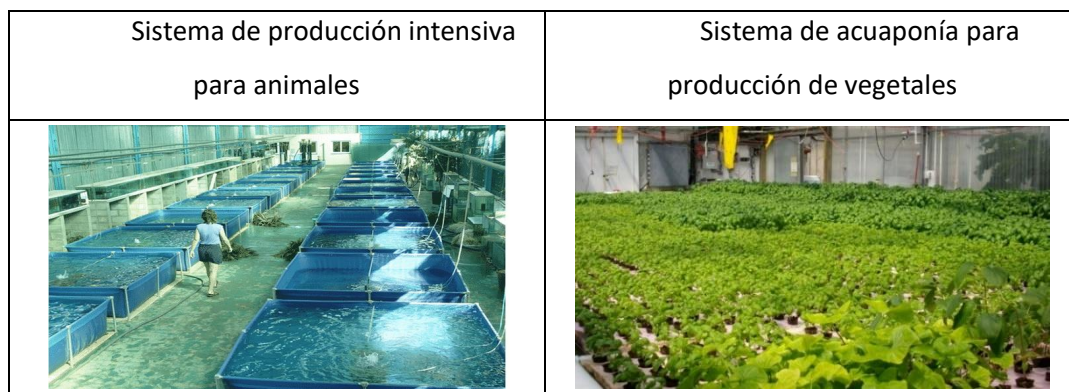 Sistema de producción intensiva
para animales
Sistema de acuaponía para
producción de vegetales